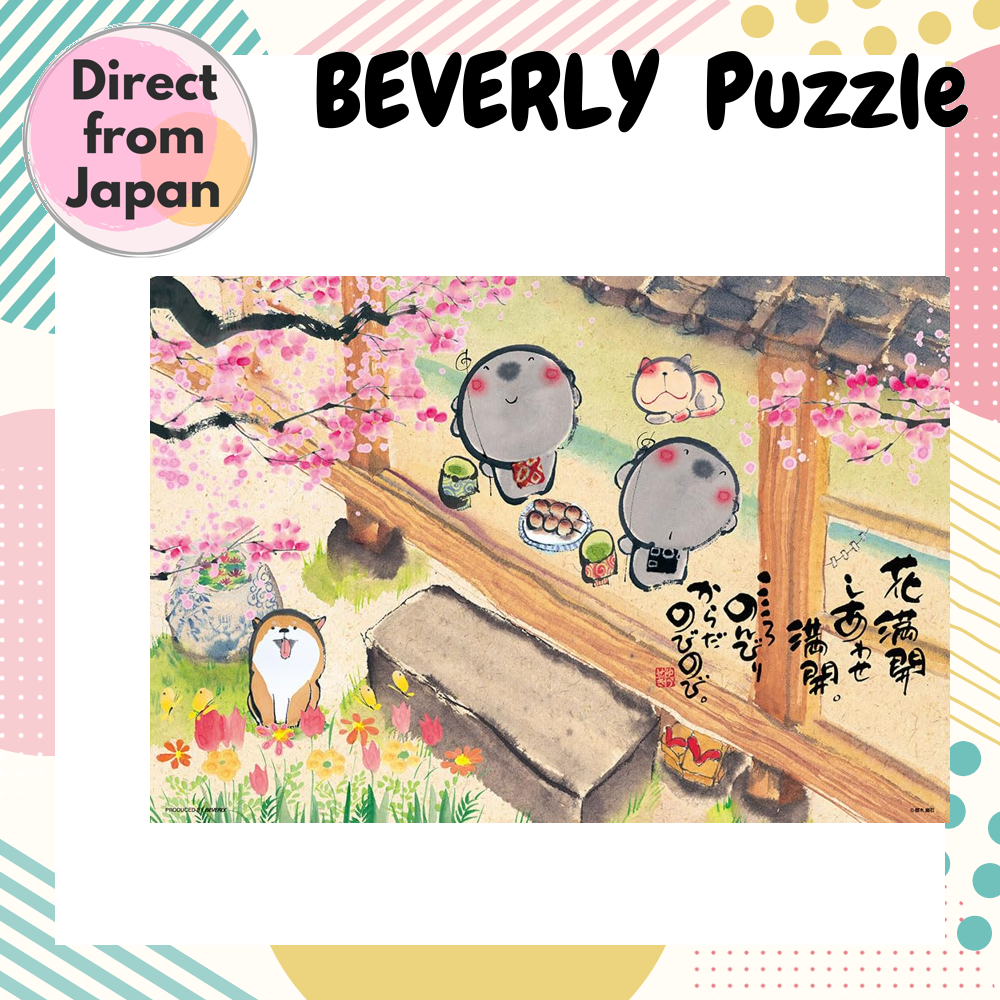 Direct
from
Japan
BEVERLY Puzzle
花満開
しあわせ
満開。
こころ
のんびり
からだ
のびのび。
PRODUCED BY BEVERLY